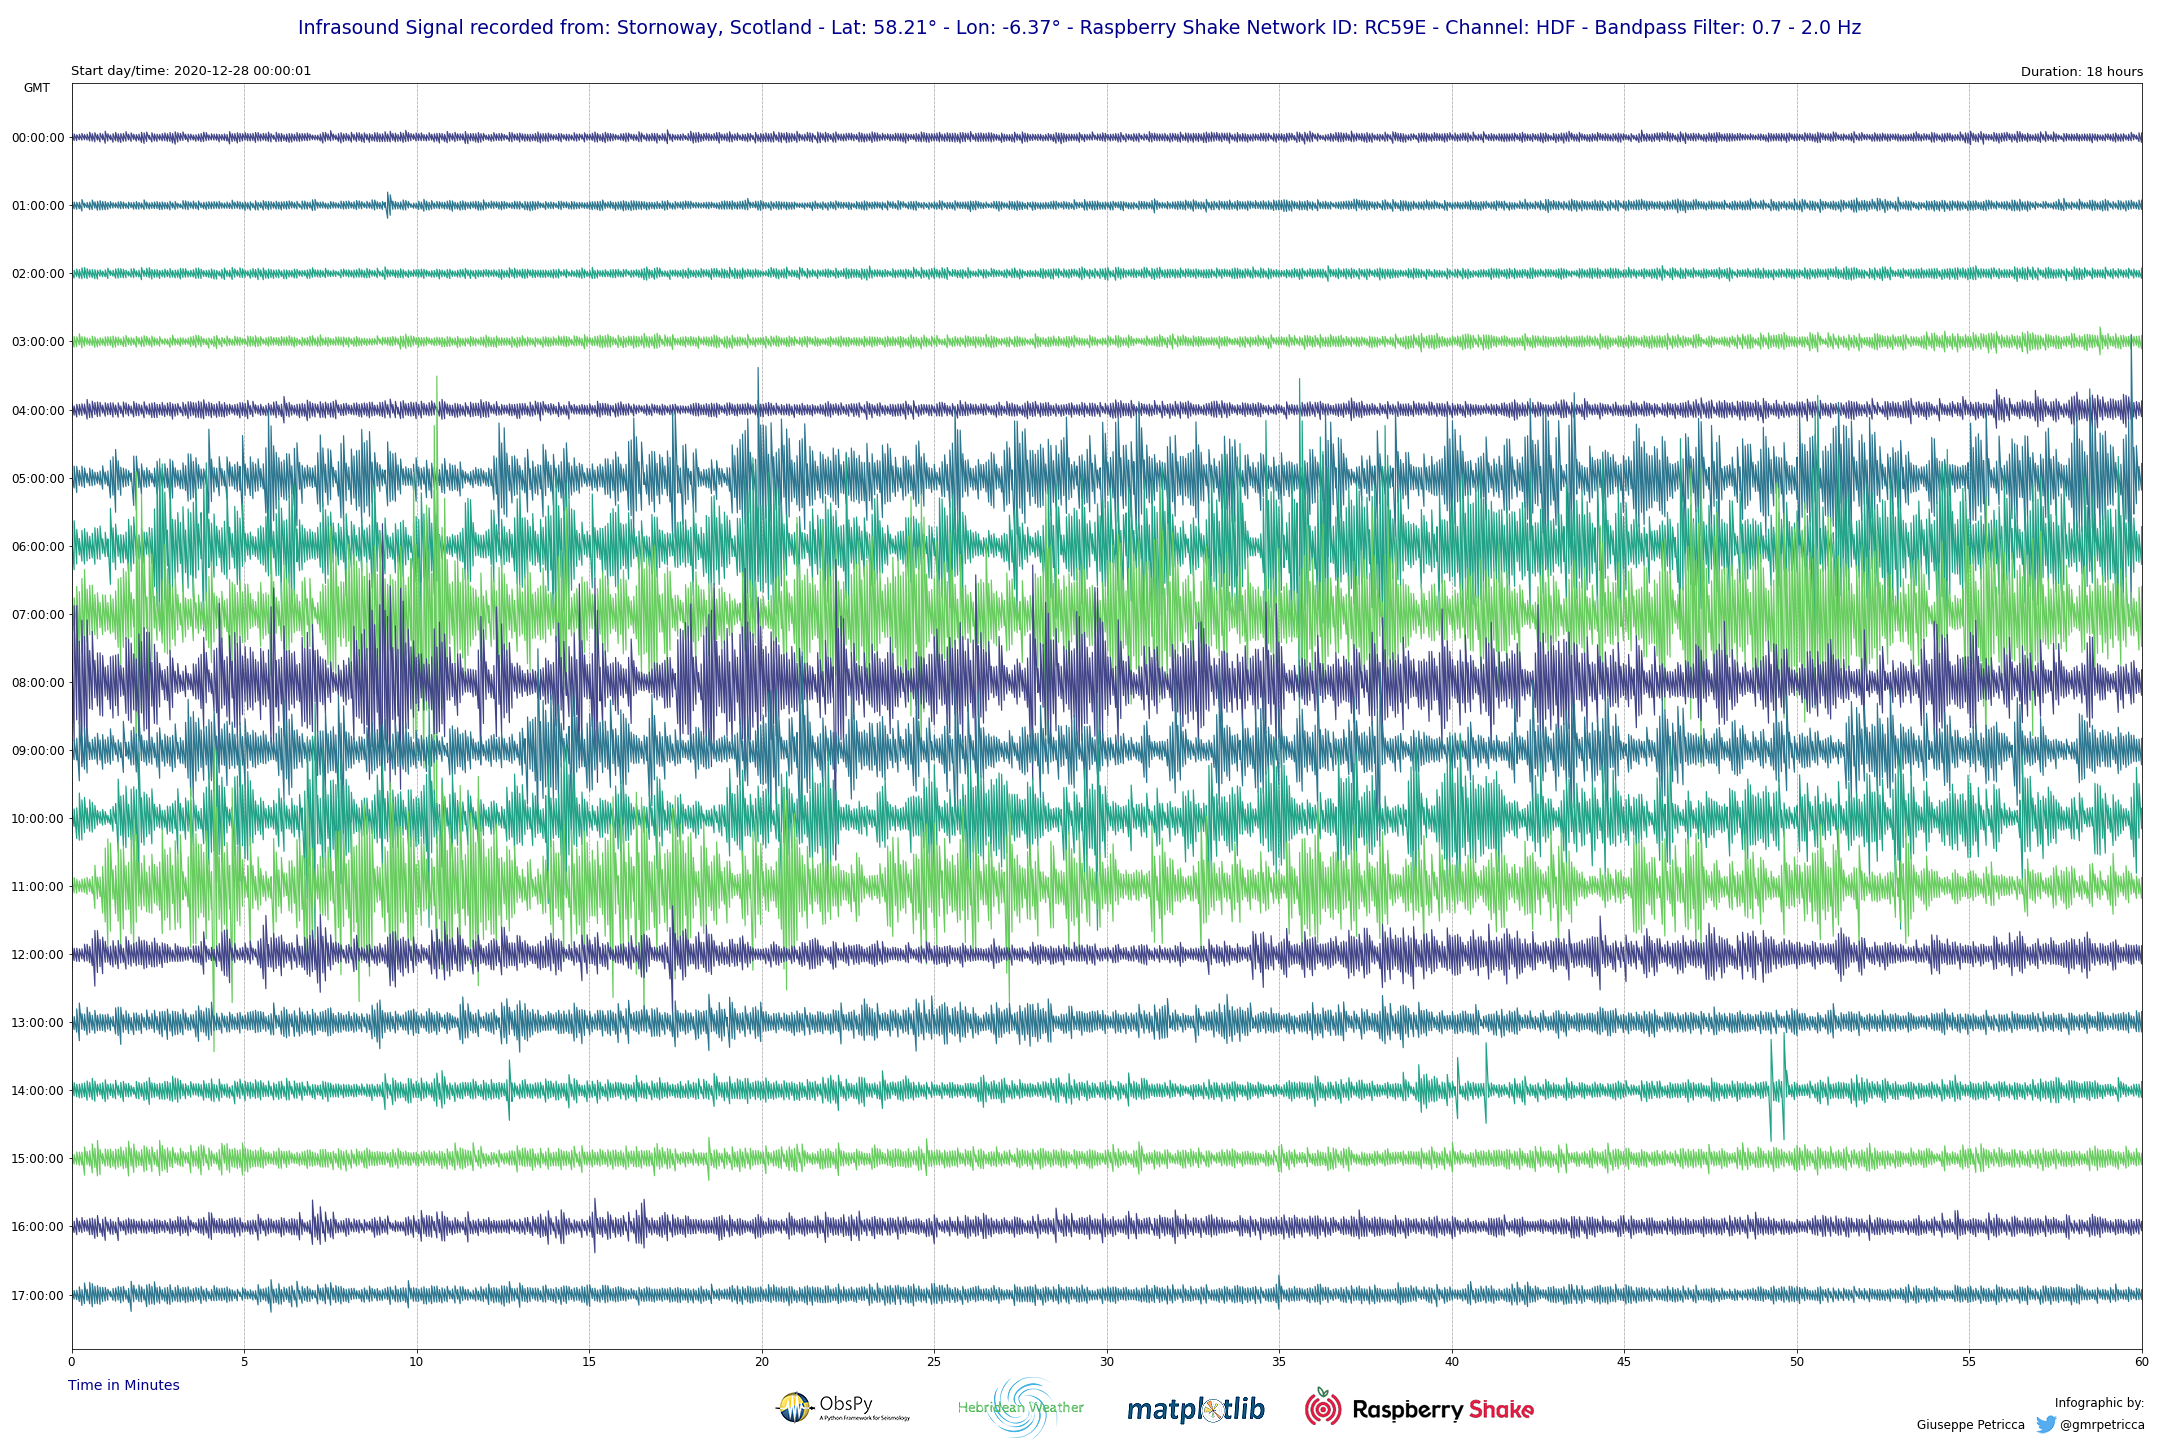 Infrasound Signal recorded from: Stornoway, Scotland - Lat: 58.21° - Lon: -6.37° - Raspberry Shake Network ID: RC59E - Channel: HDF - Bandpass Filter: 0.7 - 2.0 Hz
Start day/time: 2020-12-28 00:00:01
Duration: 18 hours
GMT
00:00:00
01:00:00
02:00:00
03:00:00
04:00:00
05:00:00
06:00:00
07:00:00
08:00:00
09:00:00
10:00:00
11:00:00
12:00:00
13:00:00
14:00:00
15:00:00
16:00:00
17:00:00
0 5 10 15 20 25 30 35 40 45 50 55 60
Time in Minutes
ObsPy
A Python Framework for Seismology
Hebridean Weather
matplotlib
Raspberry Shake
Infographic by:
Giuseppe Petricca @gmrpetricca